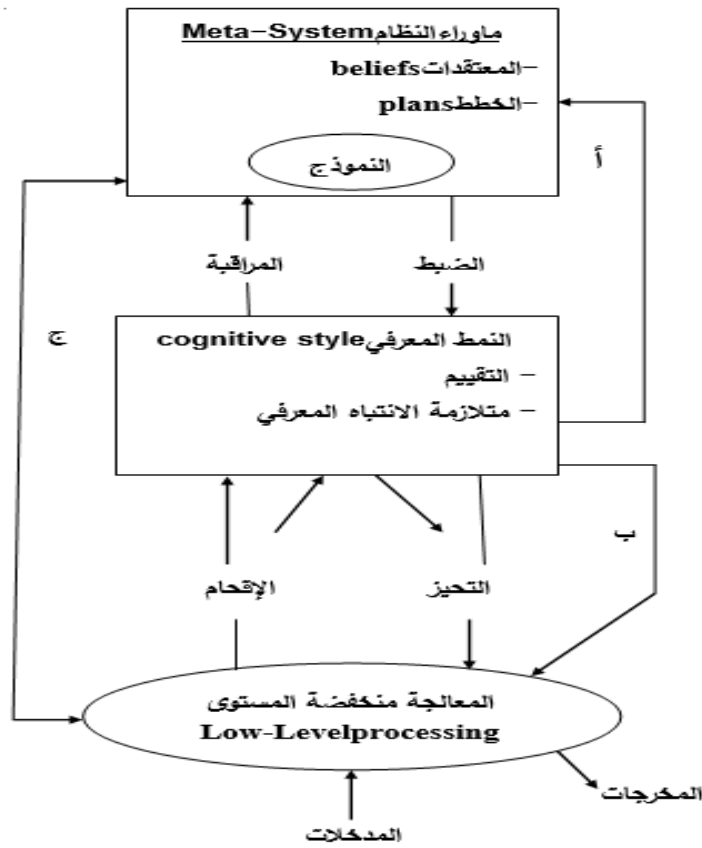 ماوراء النظامMeta-System
-المعتقداتbeliefs
-الخططplans
النموذج
أ
المراقبة
الضبط
ج
النمط المعرفيcognitive style
- التقييم
- متلازمة الانتباه المعرفي
ب
الإقحام
التحيز
المعالجة منخفضة المستوى
Low-Levelprocessing
المخرجات
المدخلات